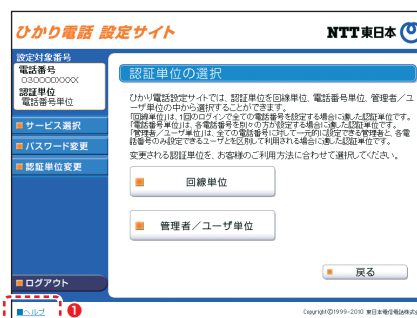 ひかり電話 設定サイト
NTT東日本
設定対象番号
電話番号
030000XXXX
認証単位
電話番号単位
サービス選択
パスワード変更
認証単位変更
ログアウト
ヘルプ
1
認証単位の選択
ひかり電話設定サイトでは、認証単位を回線単位、電話番号単位、管理者／ユ
ーザ単位の中から選択することができます。
「回線単位」は、1回のログインで全ての電話番号を設定する場合に適した認証単位です。
「電話番号単位」は、各電話番号を別々の方が設定する場合に適した認証単位です。
「管理者／ユーザ単位」は、全ての電話番号に対して一元的に設定できる管理者と、各電
話番号のみ設定できるユーザとを区別して利用される場合に適した認証単位です。
変更される認証単位を、お客様のご利用方法に合わせて選択してください。
回線単位
管理者／ユーザ単位
戻る
Copyright©1999-2010 東日本電信電話株式会